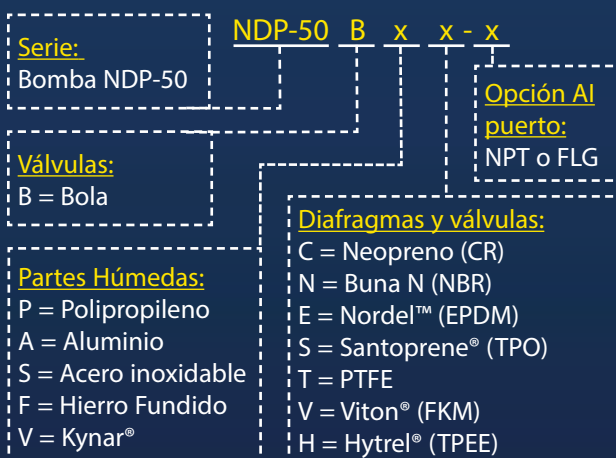 NDP-50 B x x - x
Serie:
Bomba NDP-50
Opción Al
puerto:
NPT o FLG
Válvulas:
B = Bola
Partes Húmedas:
P = Polipropileno
A = Aluminio
S = Acero inoxidable
F = Hierro Fundido
V = Kynar®
Diafragmas y válvulas:
C = Neopreno (CR)
N = Buna N (NBR)
E = Nordel™ (EPDM)
S = Santoprene® (TPO)
T = PTFE
V = Viton® (FKM)
H = Hytrel® (TPEE)